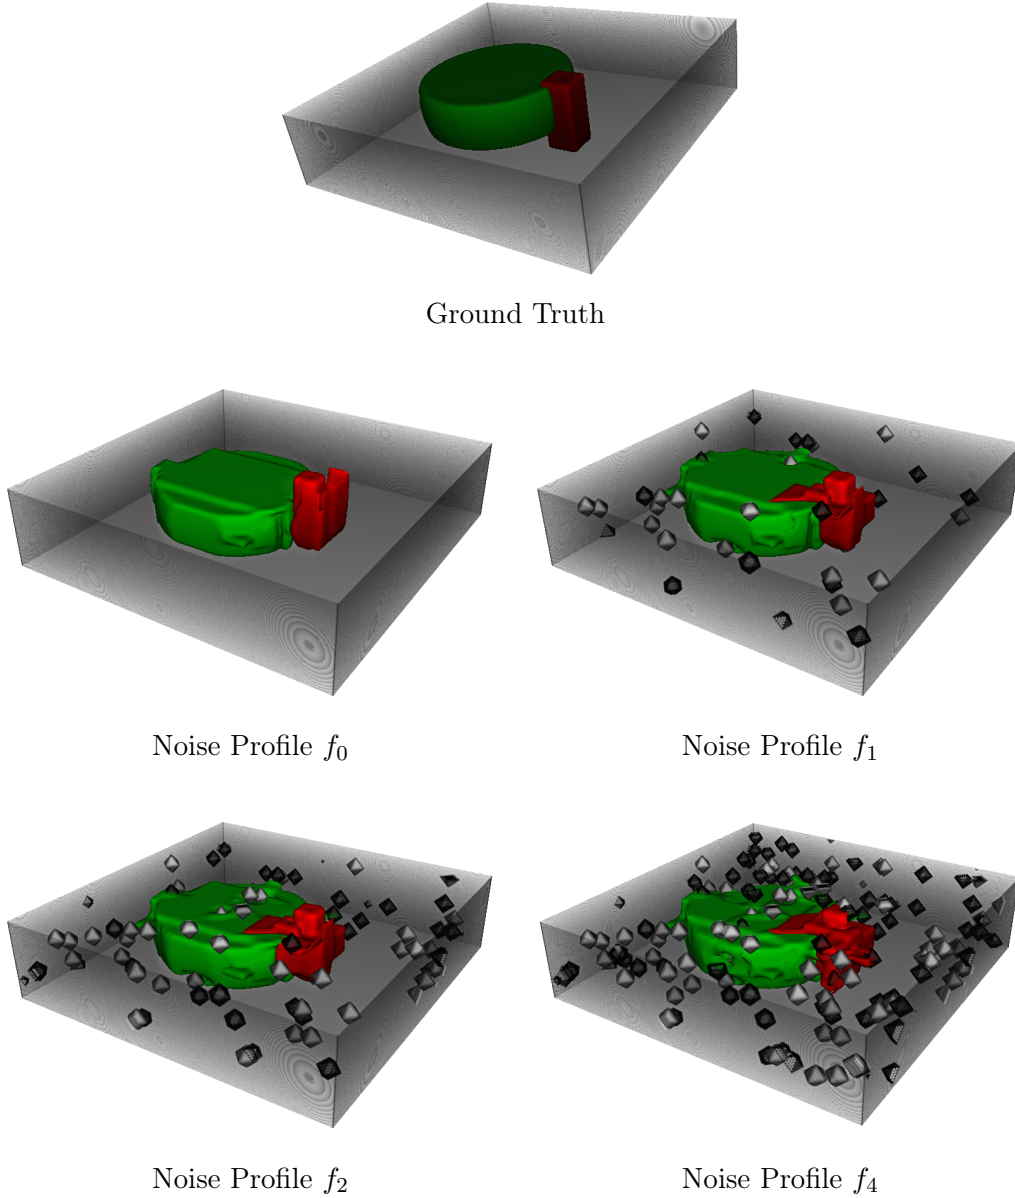 Ground Truth
Noise Profile f₀
Noise Profile f₁
Noise Profile f₂
Noise Profile f₄